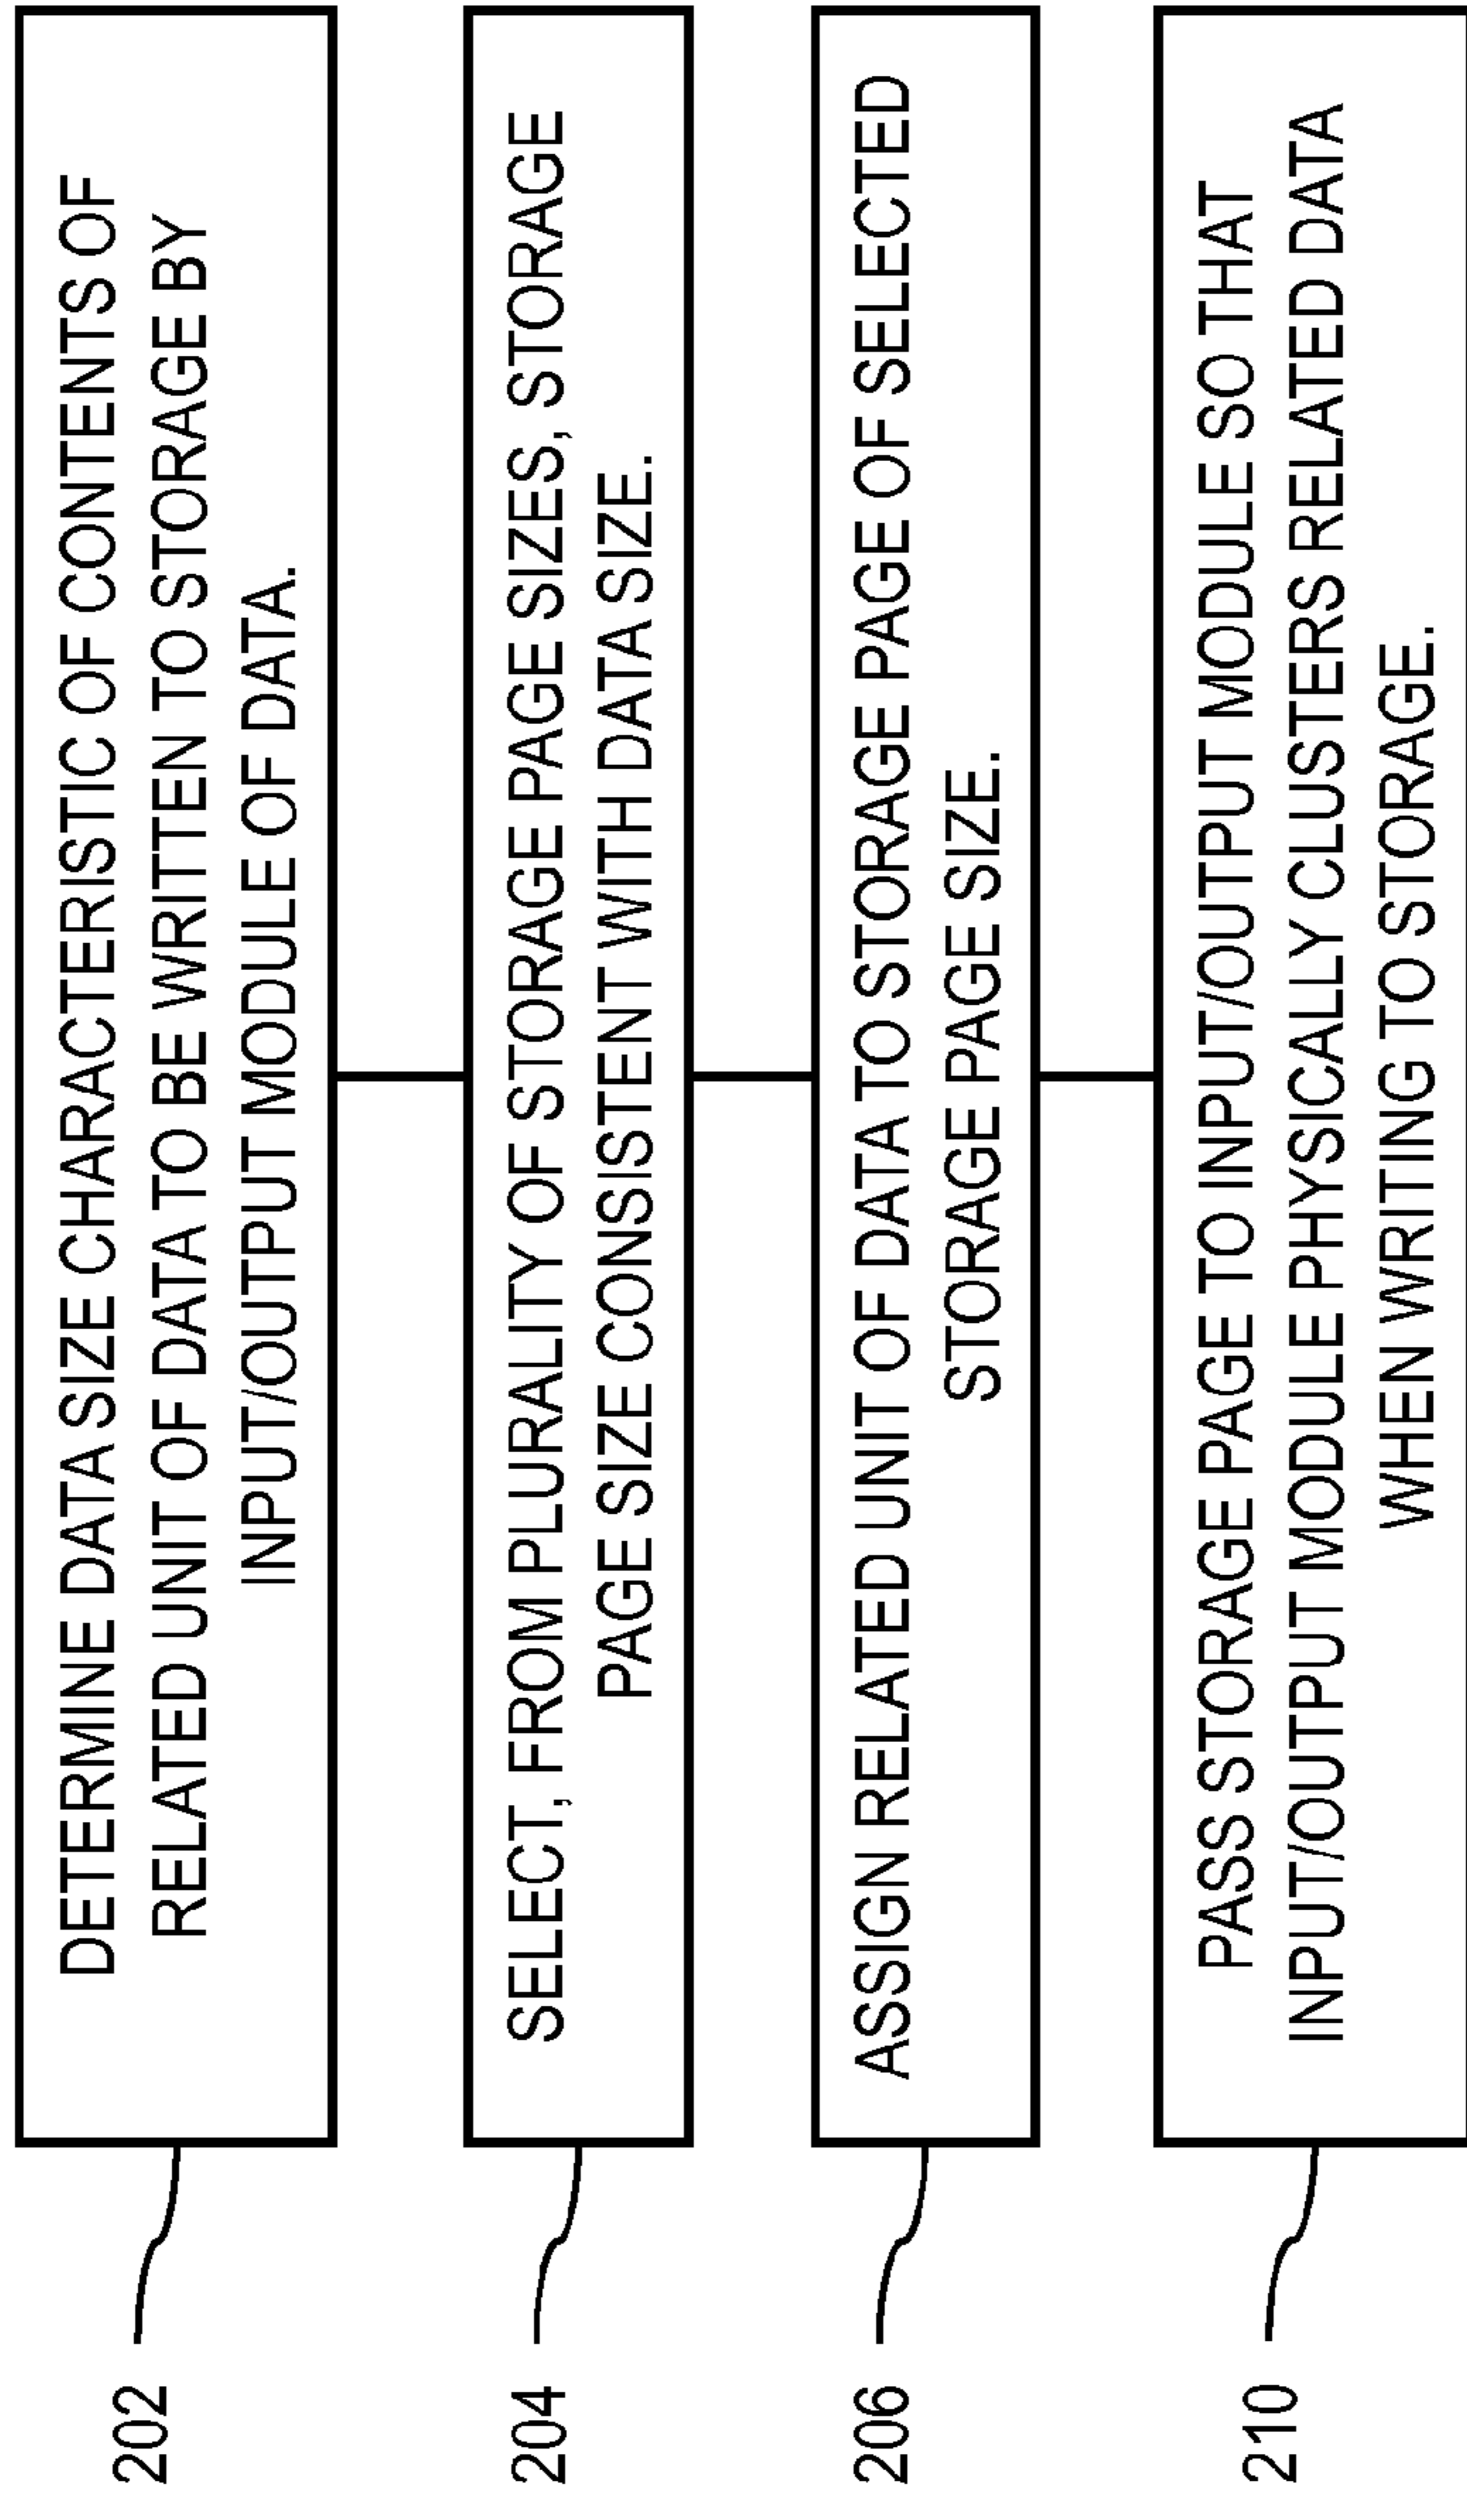 202
DETERMINE DATA SIZE CHARACTERISTIC OF CONTENTS OF
RELATED UNIT OF DATA TO BE WRITTEN TO STORAGE BY
INPUT/OUTPUT MODULE OF DATA.
204
SELECT, FROM PLURALITY OF STORAGE PAGE SIZES, STORAGE
PAGE SIZE CONSISTENT WITH DATA SIZE.
206
ASSIGN RELATED UNIT OF DATA TO STORAGE PAGE OF SELECTED
STORAGE PAGE SIZE.
210
PASS STORAGE PAGE TO INPUT/OUTPUT MODULE SO THAT
INPUT/OUTPUT MODULE PHYSICALLY CLUSTERS RELATED DATA
WHEN WRITING TO STORAGE.